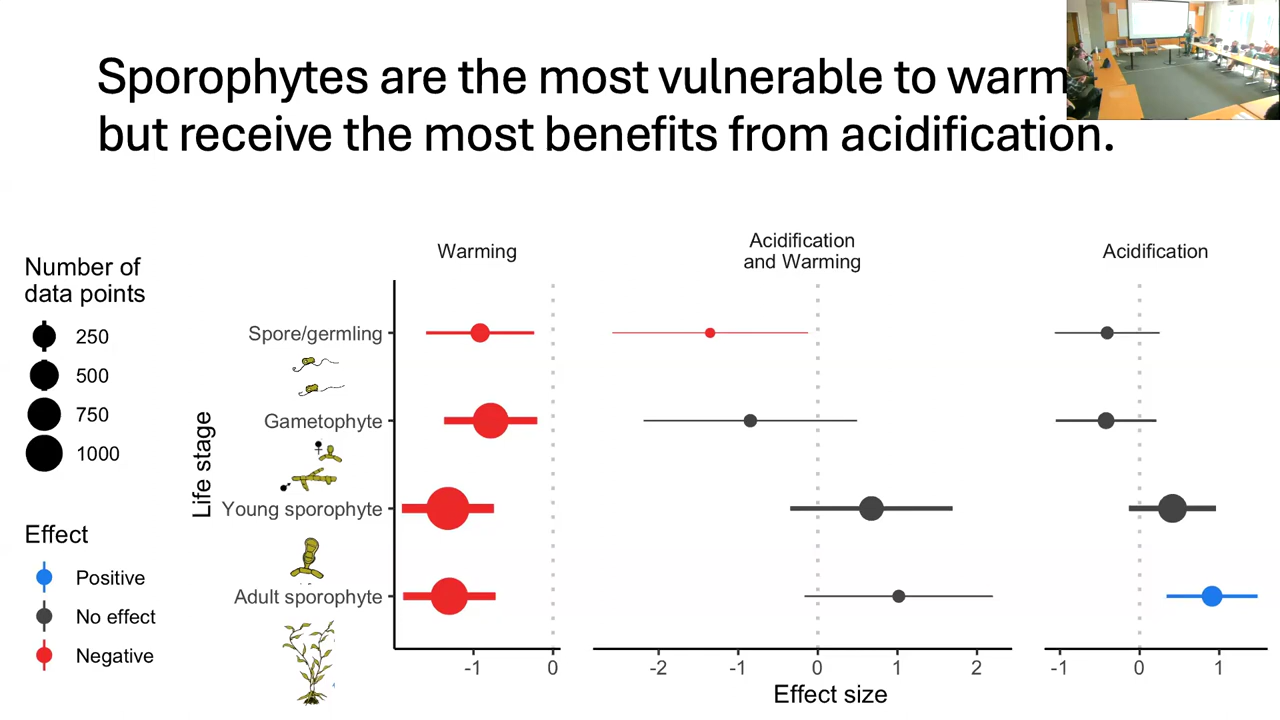 Sporophytes are the most vulnerable to warm
but receive the most benefits from acidification.
Number of
data points
250
500
750
1000
Effect
Positive
No effect
Negative
Life stage
Spore/germling
Gametophyte
Young sporophyte
Adult sporophyte
Warming
Acidification
and Warming
Acidification
-1
0
-2
-1
0
1
2
-1
0
1
Effect size